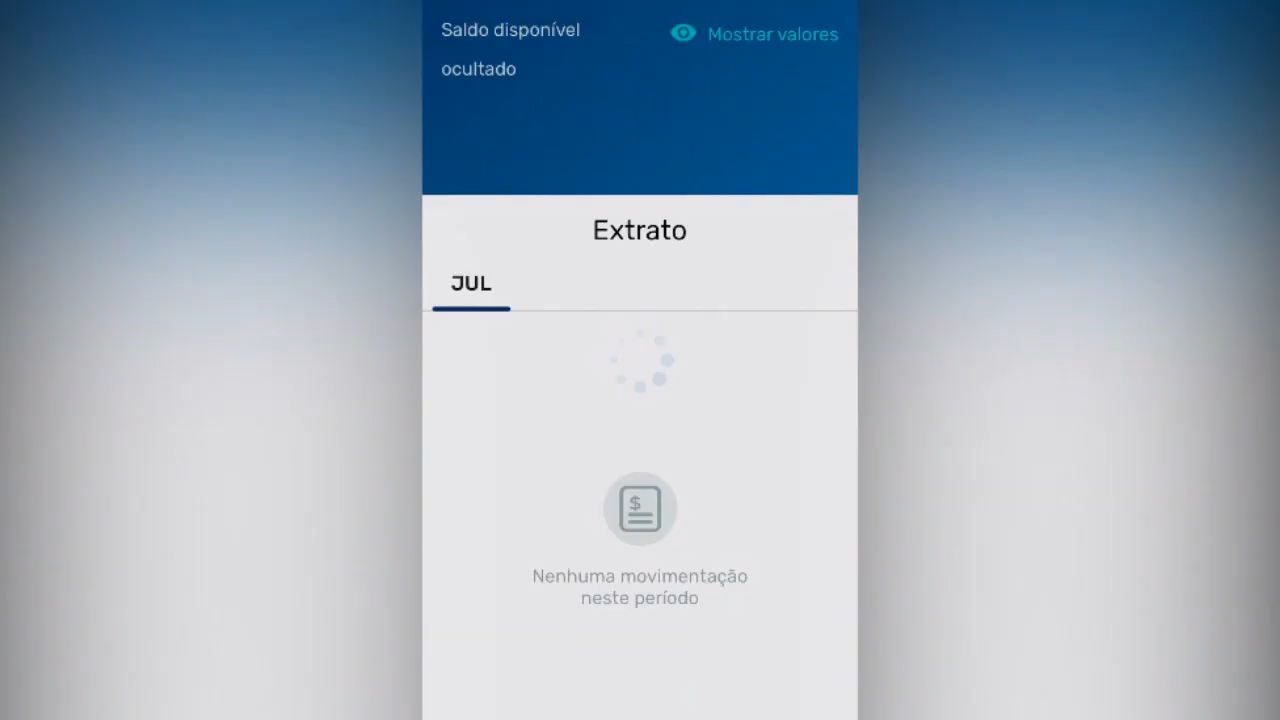 Saldo disponível
Mostrar valores
ocultado
Extrato
JUL
$
Nenhuma movimentação
neste período